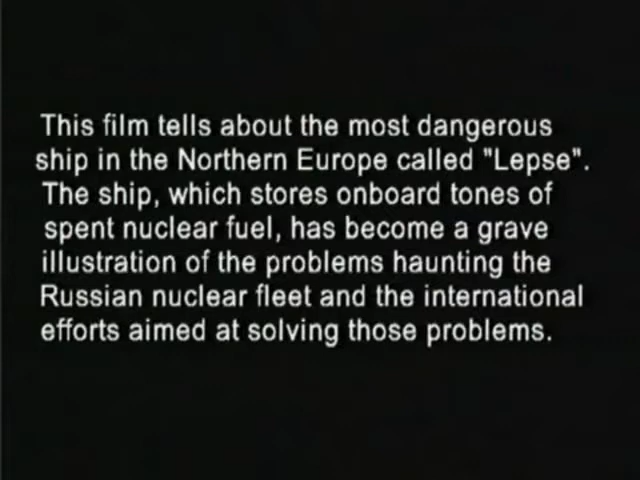 This film tells about the most dangerous
ship in the Northern Europe called "Lepse".
The ship, which stores onboard tones of
spent nuclear fuel, has become a grave
illustration of the problems haunting the
Russian nuclear fleet and the international
efforts aimed at solving those problems.